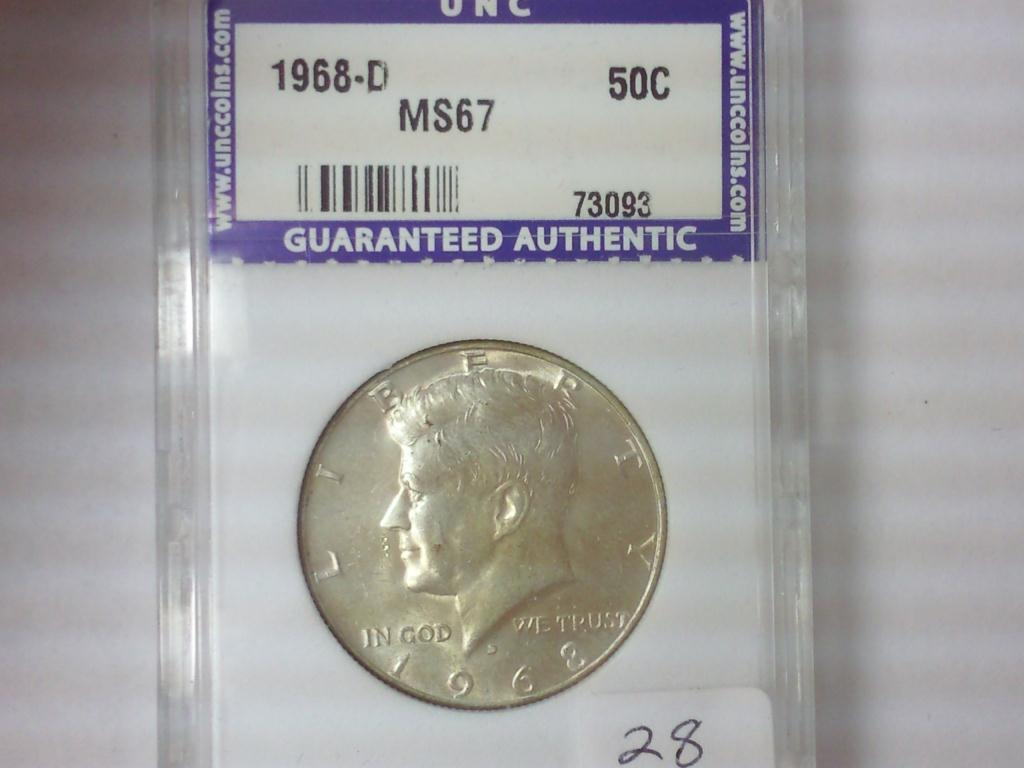 UNC
www.unccoins.com
1968-D
50C
MS67
73093
www.unccoins.com
GUARANTEED AUTHENTIC
LIBERTY
IN GOD WE TRUST
D
1968
28